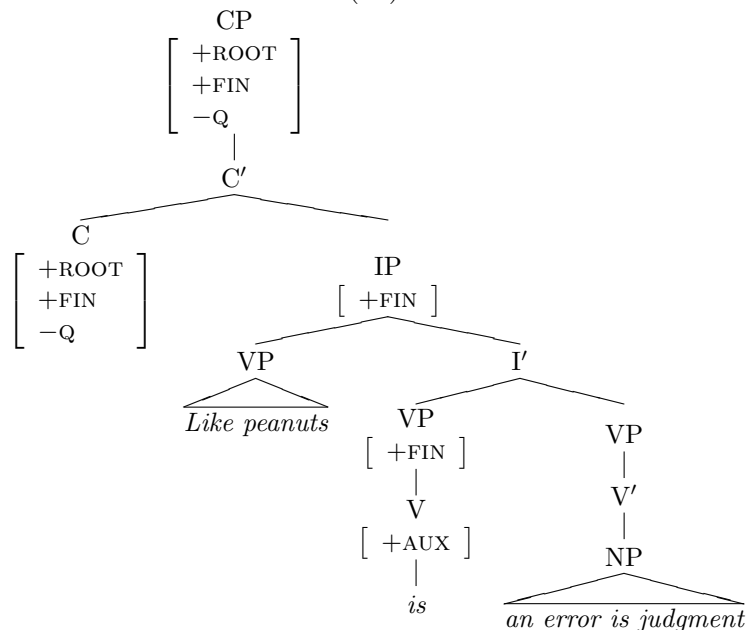 CP
+ROOT
+FIN
−Q
C′
C
+ROOT
+FIN
−Q
IP
[ +FIN ]
VP
I′
Like peanuts
VP
[ +FIN ]
VP
V
V′
[ +AUX ]
NP
is
an error is judgment